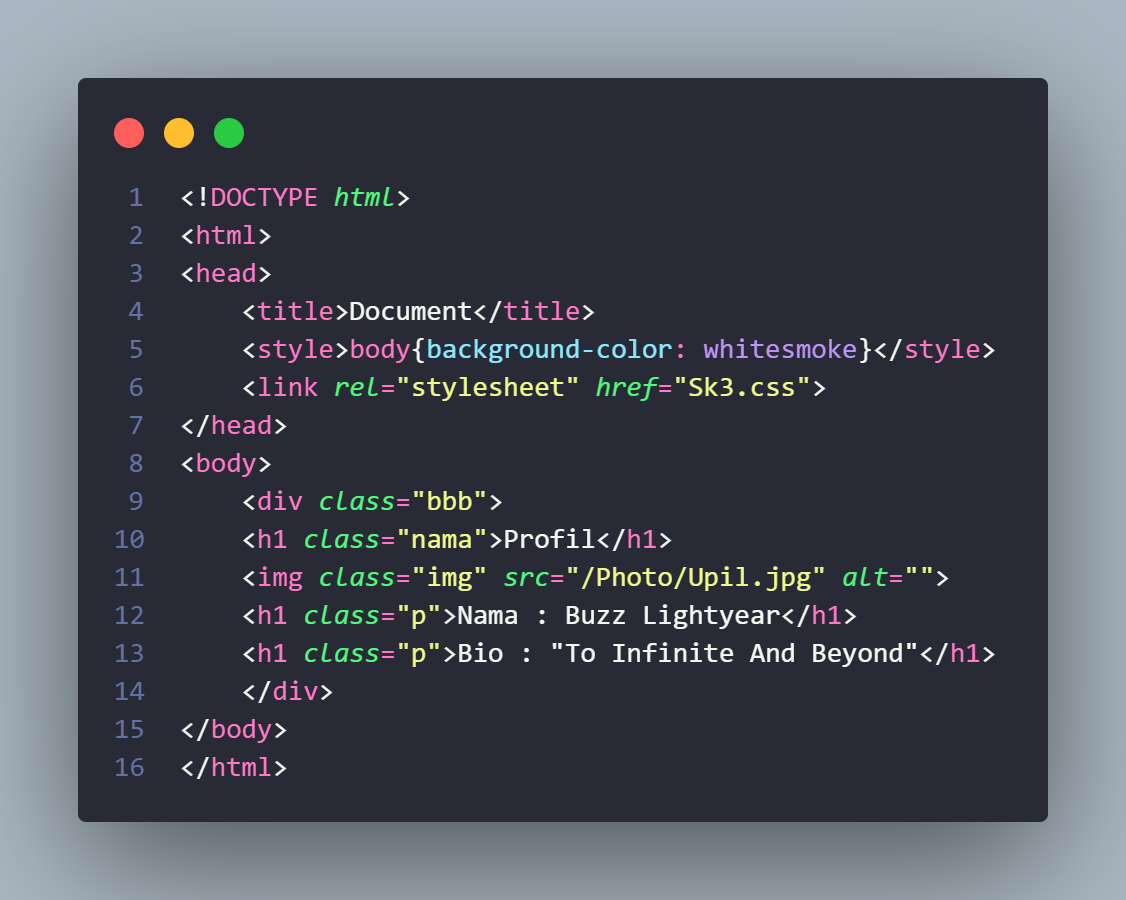 1 <!DOCTYPE html>
2 <html>
3 <head>
4     <title>Document</title>
5     <style>body{background-color: whitesmoke}</style>
6     <link rel="stylesheet" href="Sk3.css">
7 </head>
8 <body>
9     <div class="bbb">
10     <h1 class="nama">Profil</h1>
11     <img class="img" src="/Photo/Upil.jpg" alt="">
12     <h1 class="p">Nama : Buzz Lightyear</h1>
13     <h1 class="p">Bio : "To Infinite And Beyond"</h1>
14     </div>
15 </body>
16 </html>